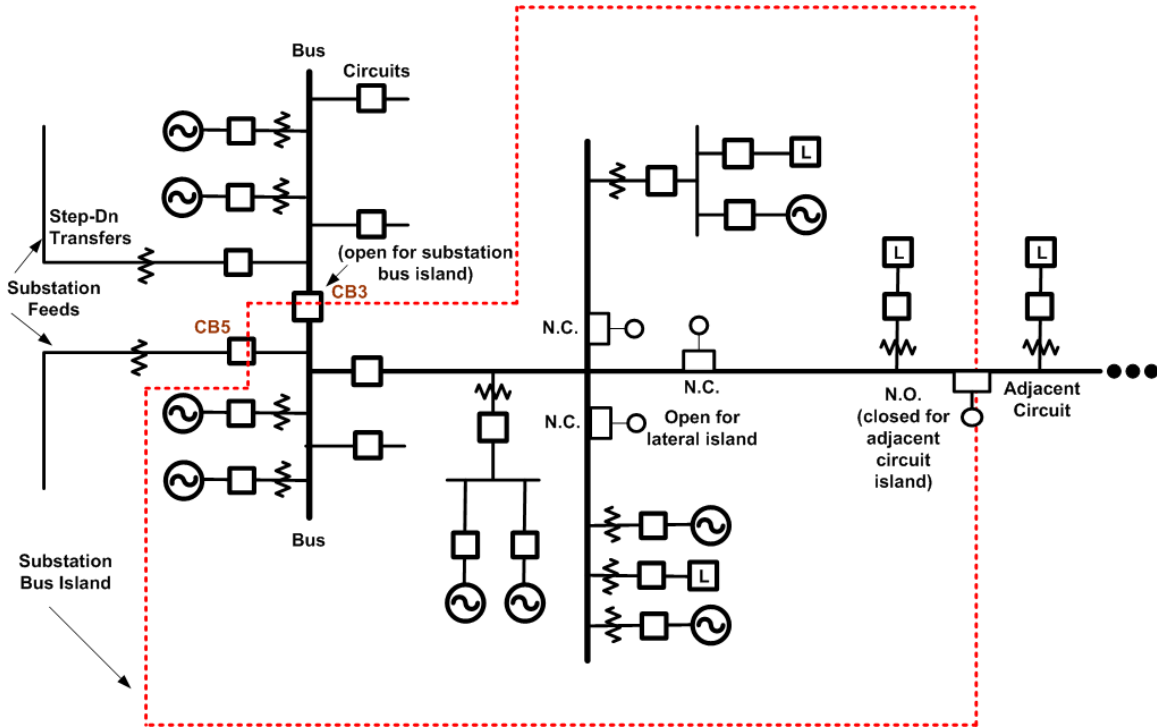 Bus
Circuits
L
Step-Dn
Transfers
(open for substation
bus island)
L
L
Substation
Feeds
CB3
CB5
N.C.
N.C.
N.O.
(closed for
adjacent
circuit
island)
Adjacent
Circuit
N.C.
Open for
lateral island
Bus
Substation
Bus Island
L